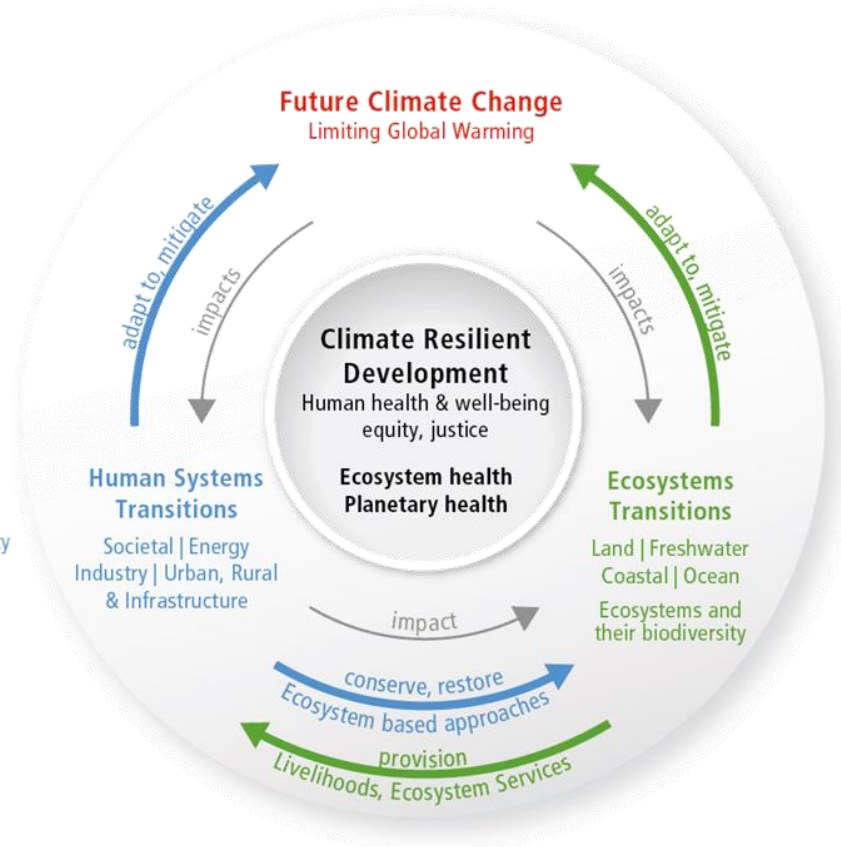 Future Climate Change
Limiting Global Warming
adapt to, mitigate
impacts
impacts
adapt to, mitigate
Climate Resilient
Development
Human health & well-being
equity, justice
Ecosystem health
Planetary health
Human Systems
Transitions
Societal | Energy
Industry | Urban, Rural
& Infrastructure
Ecosystems
Transitions
Land | Freshwater
Coastal | Ocean
Ecosystems and
their biodiversity
impact
conserve, restore
Ecosystem based approaches
provision
Livelihoods, Ecosystem Services